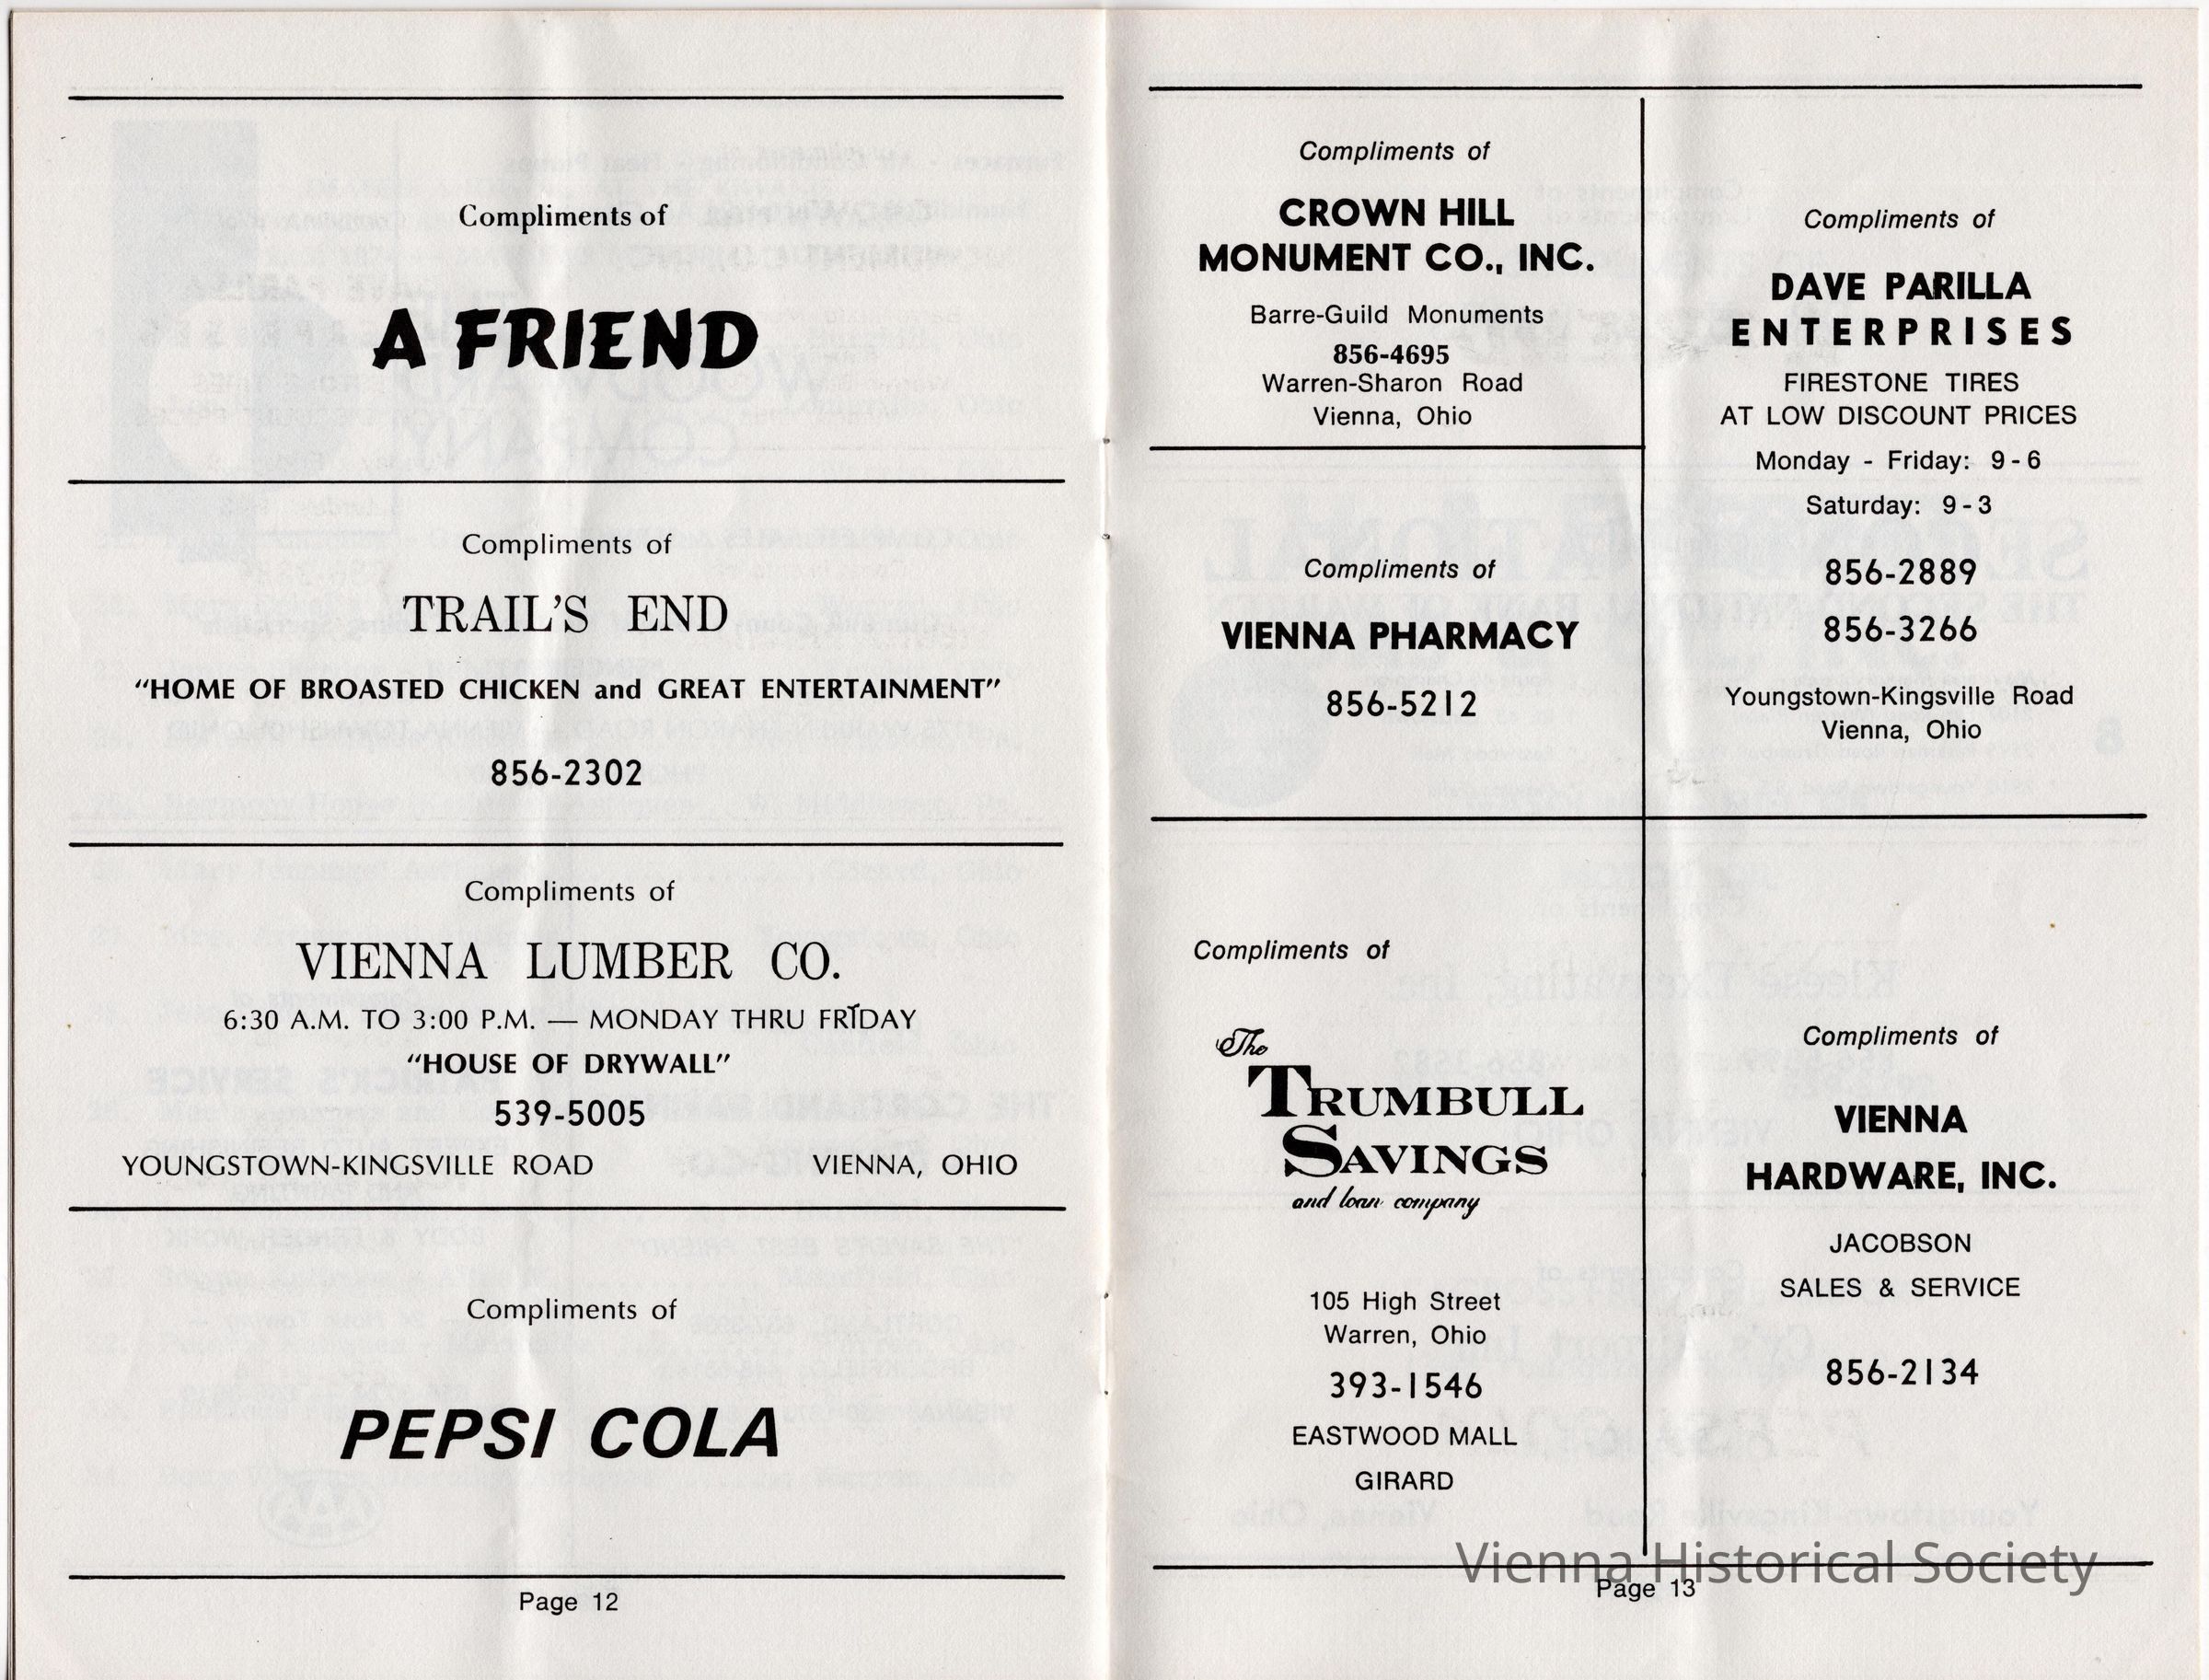 Compliments of
A FRIEND
Compliments of
TRAIL'S END
"HOME OF BROASTED CHICKEN and GREAT ENTERTAINMENT"
856-2302
Compliments of
VIENNA LUMBER CO.
6:30 A.M. TO 3:00 P.M. — MONDAY THRU FRIDAY
"HOUSE OF DRYWALL"
539-5005
YOUNGSTOWN-KINGSVILLE ROAD VIENNA, OHIO
Compliments of
PEPSI COLA
Page 12
Compliments of
CROWN HILL
MONUMENT CO., INC.
Barre-Guild Monuments
856-4695
Warren-Sharon Road
Vienna, Ohio
Compliments of
VIENNA PHARMACY
856-5212
Compliments of
DAVE PARILLA
ENTERPRISES
FIRESTONE TIRES
AT LOW DISCOUNT PRICES
Monday - Friday: 9-6
Saturday: 9-3
856-2889
856-3266
Youngstown-Kingsville Road
Vienna, Ohio
Compliments of
The
TRUMBULL
SAVINGS
and loan company
105 High Street
Warren, Ohio
393-1546
EASTWOOD MALL
GIRARD
Compliments of
VIENNA
HARDWARE, INC.
JACOBSON
SALES & SERVICE
856-2134
Vienna Historical Society
Page 13